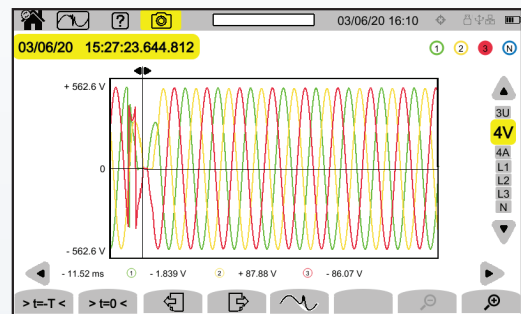 ?
03/06/20 16:10
03/06/20 15:27:23.644.812
1 2 3 N
+ 562.6 V
0
- 562.6 V
3U
4V
4A
L1
L2
L3
N
- 11.52 ms 1 - 1.839 V 2 + 87.88 V 3 - 86.07 V
> t=-T < > t=0 <